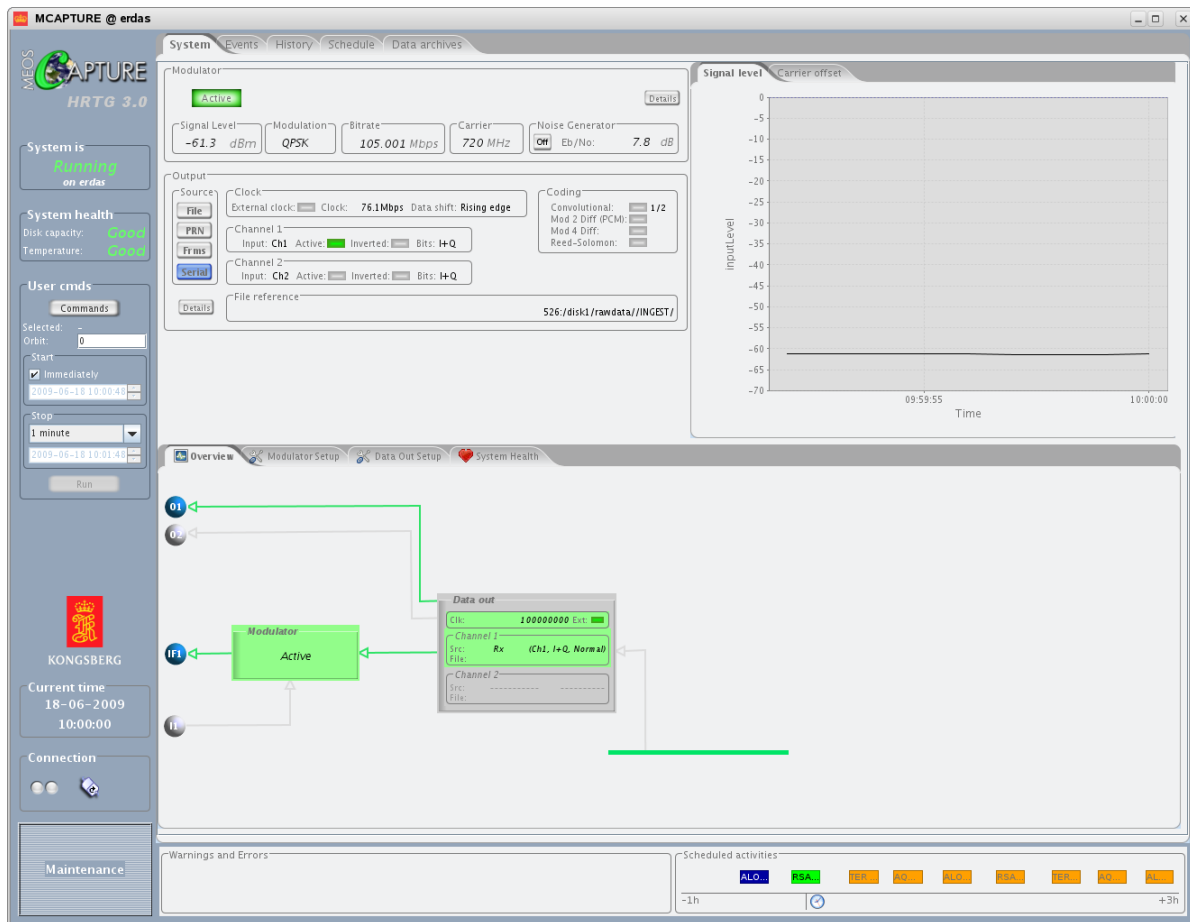 MCAPTURE @ erdas
MEOS CAPTURE
HRTG 3.0
System is
Running
on erdas
System health
Disk capacity: Good
Temperature: Good
User cmds
Commands
Selected: -
Orbit: 0
Start
Immediately
2009-06-18 10:00:48
Stop
1 minute
2009-06-18 10:01:48
Run
KONGSBERG
Current time
18-06-2009
10:00:00
Connection
Maintenance
System Events History Schedule Data archives
Modulator
Active
Details
Signal Level Modulation Bitrate Carrier Noise Generator
-61.3 dBm QPSK 105.001 Mbps 720 MHz Off Eb/No: 7.8 dB
Output
Source
File
PRN
Frms
Serial
Details
Clock
External clock: Clock: 76.1Mbps Data shift: Rising edge
Channel 1
Input: Ch1 Active: Inverted: Bits: I+Q
Channel 2
Input: Ch2 Active: Inverted: Bits: I+Q
Coding
Convolutional: 1/2
Mod 2 Diff (PCM):
Mod 4 Diff:
Reed-Solomon:
File reference
526:/disk1/rawdata//INGEST/
Signal level Carrier offset
0
-5
-10
-15
-20
-25
-30
-35
-40
-45
-50
-55
-60
-65
-70
inputLevel
09:59:55 10:00:00
Time
Overview Modulator Setup Data Out Setup System Health
O1
O2
IF1
I1
Modulator
Active
Data out
Clk: 100000000 Ext:
Channel 1
Src: Rx (Ch1, I+Q, Normal)
File:
Channel 2
Src: ----------- ----------
File:
Warnings and Errors
Scheduled activities
ALO... RSA... TER... AQ... ALO... RSA... TER... AQ... AL...
-1h +3h